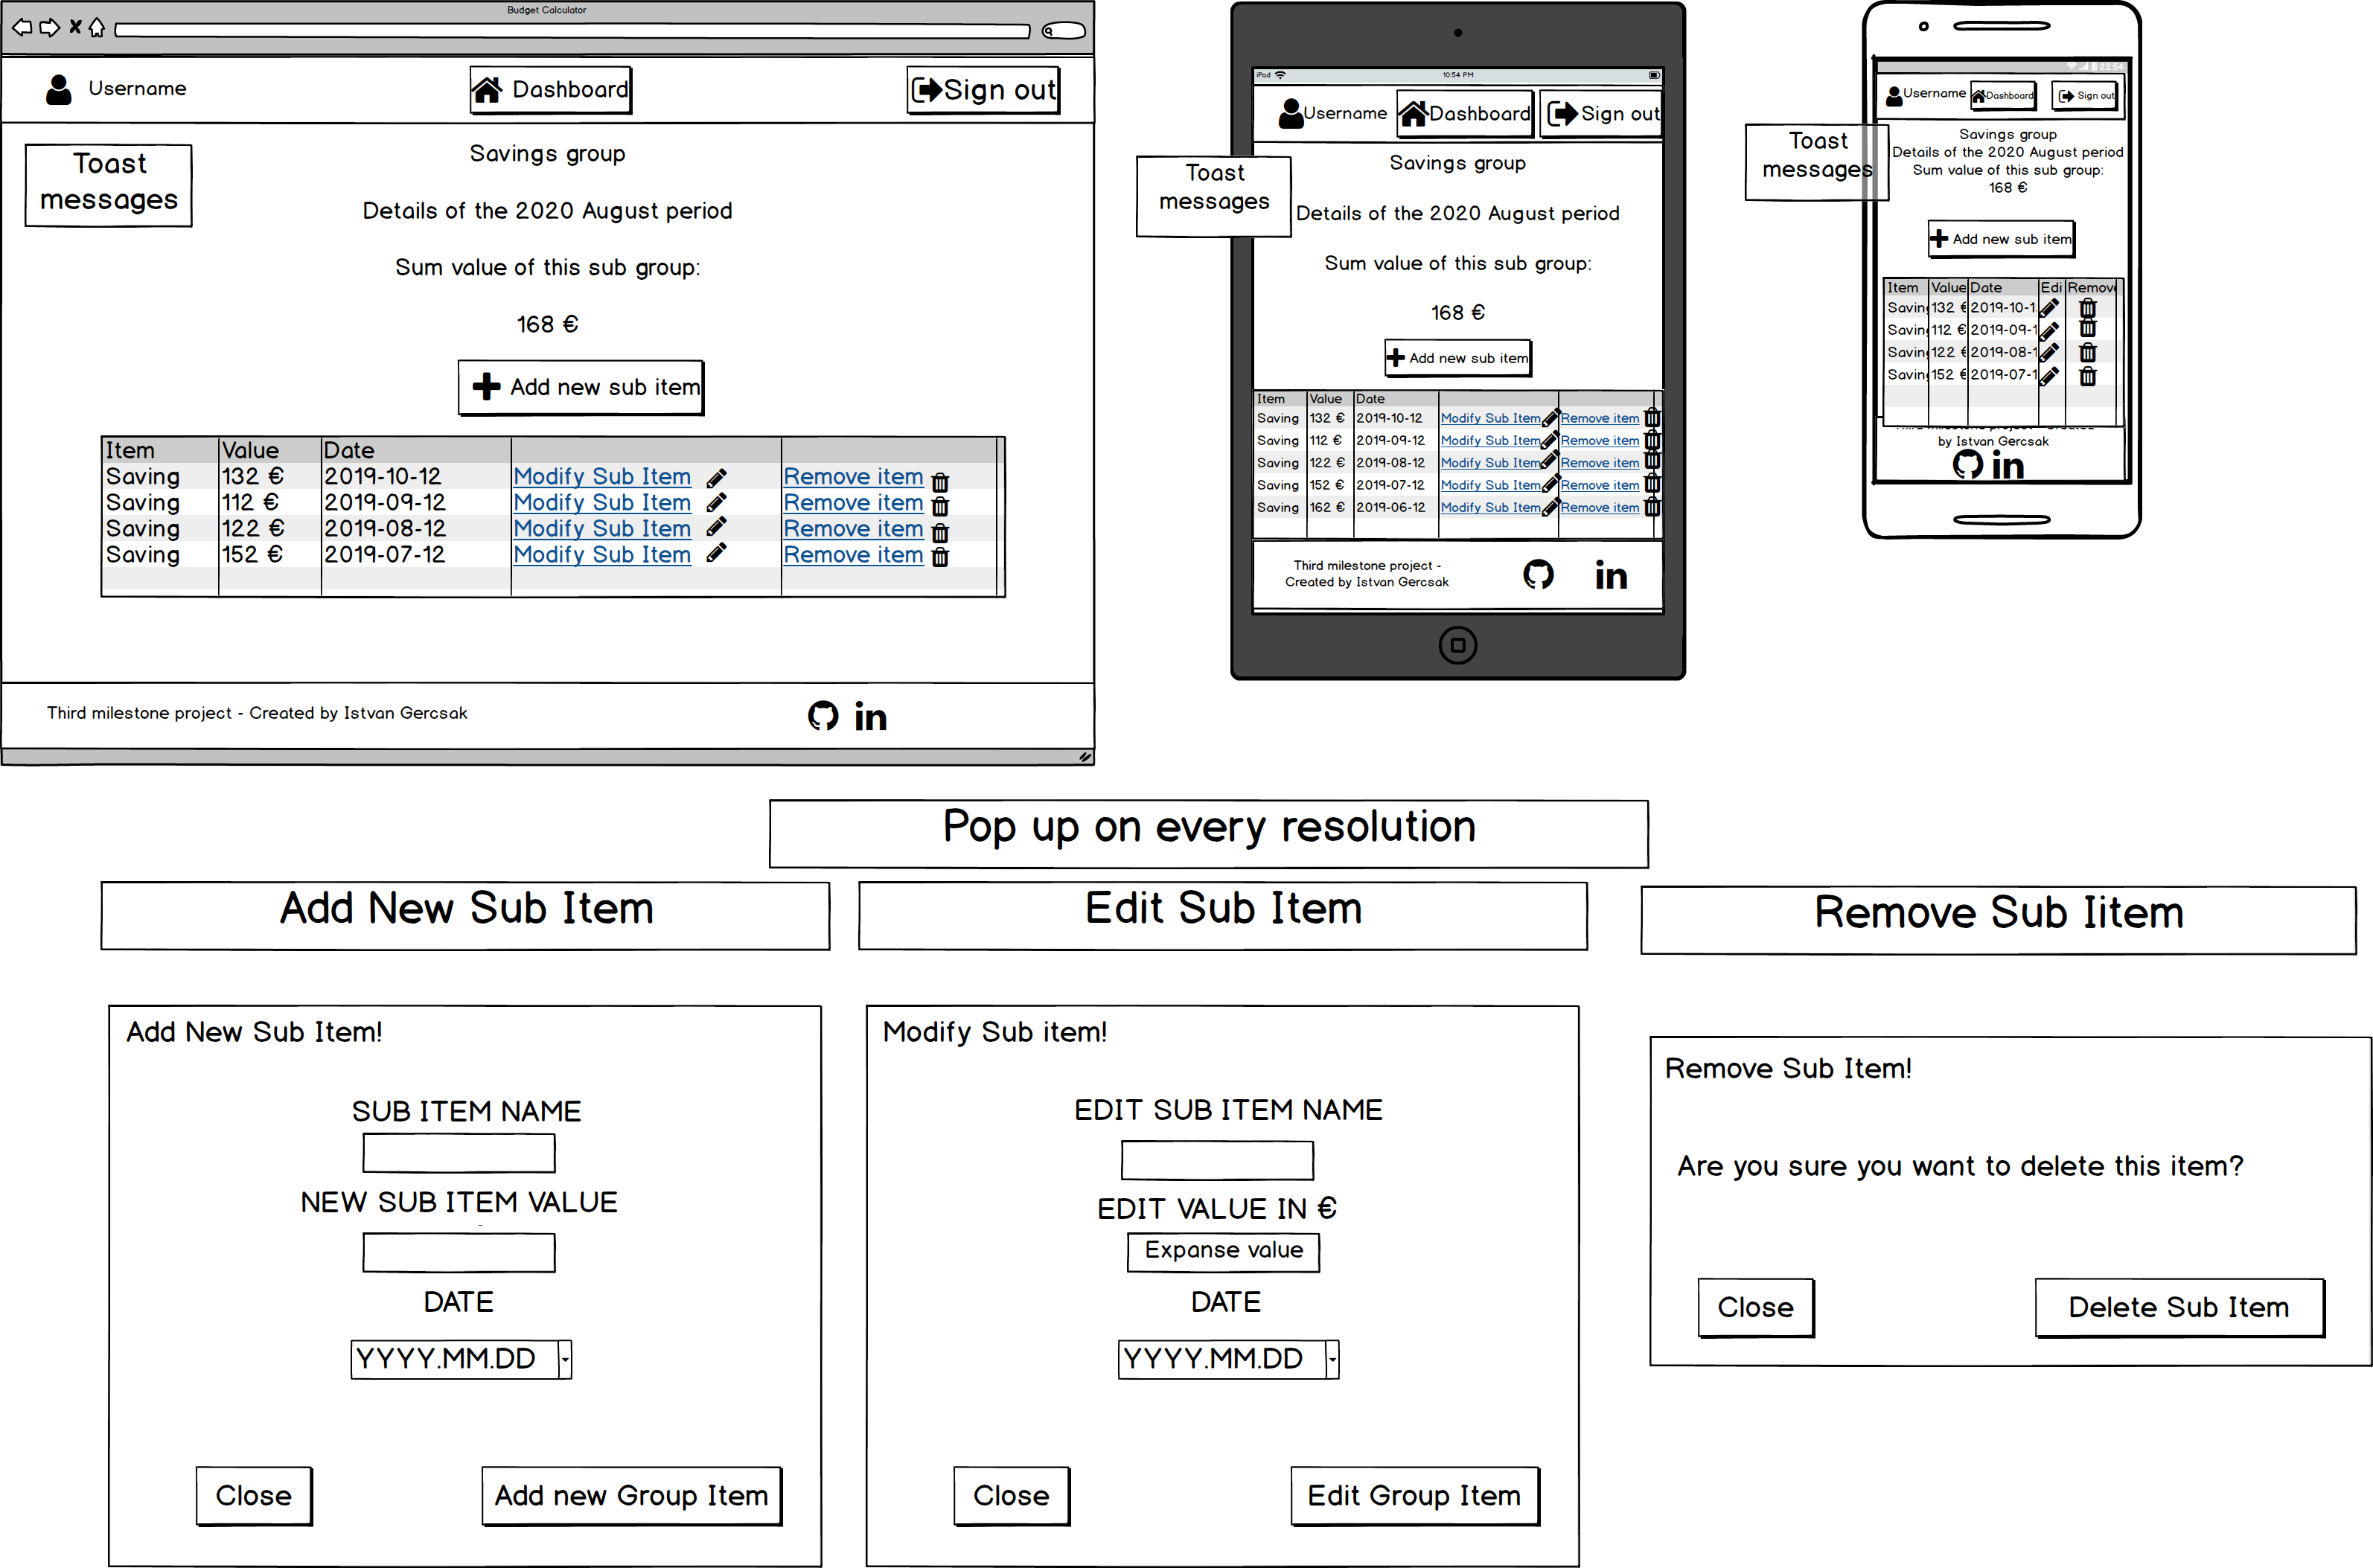 Budget Calculator
Username
Dashboard
Sign out
Toast
messages
Savings group
Details of the 2020 August period
Sum value of this sub group:
168 €
Add new sub item
Item Value Date
Saving 132 € 2019-10-12 Modify Sub Item Remove item
Saving 112 € 2019-09-12 Modify Sub Item Remove item
Saving 122 € 2019-08-12 Modify Sub Item Remove item
Saving 152 € 2019-07-12 Modify Sub Item Remove item
Third milestone project - Created by Istvan Gercsak
in
iPod 10:54 PM
Username
Dashboard
Sign out
Toast
messages
Savings group
Details of the 2020 August period
Sum value of this sub group:
168 €
Add new sub item
Item Value Date
Saving 132 € 2019-10-12 Modify Sub Item Remove item
Saving 112 € 2019-09-12 Modify Sub Item Remove item
Saving 122 € 2019-08-12 Modify Sub Item Remove item
Saving 152 € 2019-07-12 Modify Sub Item Remove item
Saving 162 € 2019-06-12 Modify Sub Item Remove item
Third milestone project -
Created by Istvan Gercsak
in
22:54
Username
Dashboard
Sign out
Toast
messages
Savings group
Details of the 2020 August period
Sum value of this sub group:
168 €
Add new sub item
Item Value Date Edi Remov
Saving 132 € 2019-10-1
Saving 112 € 2019-09-1
Saving 122 € 2019-08-1
Saving 152 € 2019-07-1
Third milestone project - Created
by Istvan Gercsak
in
Pop up on every resolution
Add New Sub Item
Edit Sub Item
Remove Sub Iitem
Add New Sub Item!
SUB ITEM NAME
NEW SUB ITEM VALUE
DATE
YYYY.MM.DD
Close
Add new Group Item
Modify Sub item!
EDIT SUB ITEM NAME
EDIT VALUE IN €
Expanse value
DATE
YYYY.MM.DD
Close
Edit Group Item
Remove Sub Item!
Are you sure you want to delete this item?
Close
Delete Sub Item